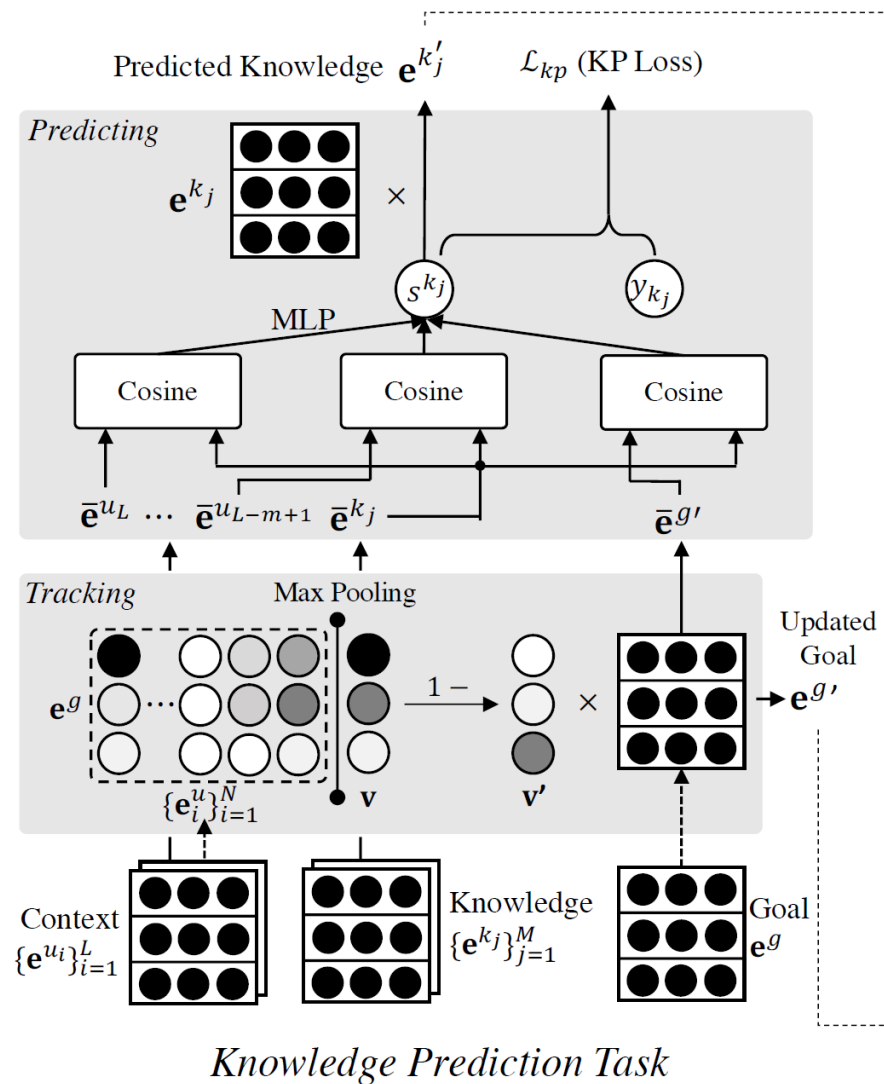 Predicted Knowledge 𝐞^{k_j′}
ℒ_{kp} (KP Loss)
Predicting
𝐞^{k_j}
×
s^{k_j}
y_{k_j}
MLP
Cosine
Cosine
Cosine
ē^{u_L} ... ē^{u_{L−m+1}} ē^{k_j}
ē^{g′}
Tracking
Max Pooling
𝐞^g
...
1 −
×
Updated
Goal
𝐞^{g′}
{𝐞_i^u}_{i=1}^N
𝐯
𝐯'
Context
{𝐞^{u_i}}_{i=1}^L
Knowledge
{𝐞^{k_j}}_{j=1}^M
Goal
𝐞^g
Knowledge Prediction Task